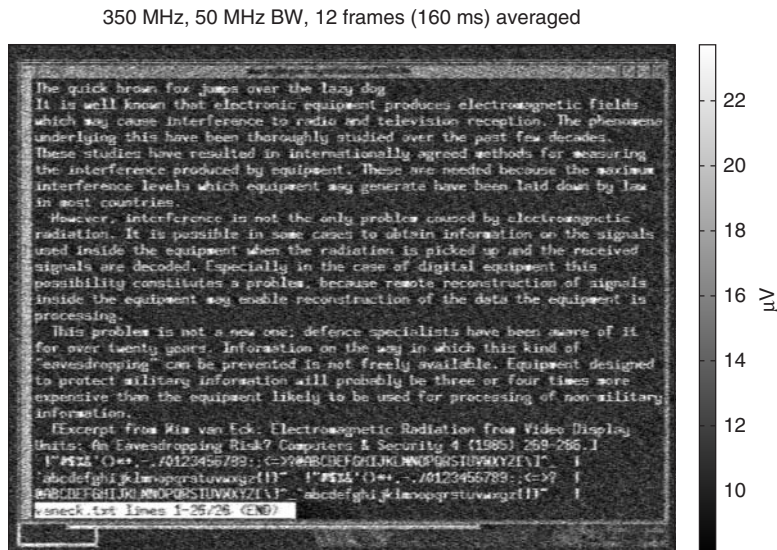 350 MHz, 50 MHz BW, 12 frames (160 ms) averaged
The quick brown fox jumps over the lazy dog
It is well known that electronic equipment produces electromagnetic fields
which may cause interference to radio and television reception. The phenomena
underlying this have been thoroughly studied over the past few decades.
These studies have resulted in internationally agreed methods for measuring
the interference produced by equipment. These are needed because the maximum
interference levels which equipment may generate have been laid down by law
in most countries.
However, interference is not the only problem caused by electromagnetic
radiation. It is possible in some cases to obtain information on the signals
used inside the equipment when the radiation is picked up and the received
signals are decoded. Especially in the case of digital equipment this
possibility constitutes a problem, because remote reconstruction of signals
inside the equipment may enable reconstruction of the data the equipment is
processing.
This problem is not a new one; defence specialists have been aware of it
for over twenty years. Information on the way in which this kind of
"eavesdropping" can be prevented is not freely available. Equipment designed
to protect military information will probably be three or four times more
expensive than the equipment likely to be used for processing of non-military
information.
[Excerpt from Wim van Eck: Electromagnetic Radiation from Video Display
Units: An Eavesdropping Risk? Computers & Security 4 (1985) 269-286.]
!"#$%&'()*+,-./0123456789:;<=>?@ABCDEFGHIJKLMNOPQRSTUVWXYZ[\]^_
`abcdefghijklmnopqrstuvwxyz{|}~ !"#$%&'()*+,-./0123456789:;<=>?
@ABCDEFGHIJKLMNOPQRSTUVWXYZ[\]^_`abcdefghijklmnopqrstuvwxyz{|}~
vaneck.txt lines 1-26/26 (END)
22
20
18
16
14
12
10
µV